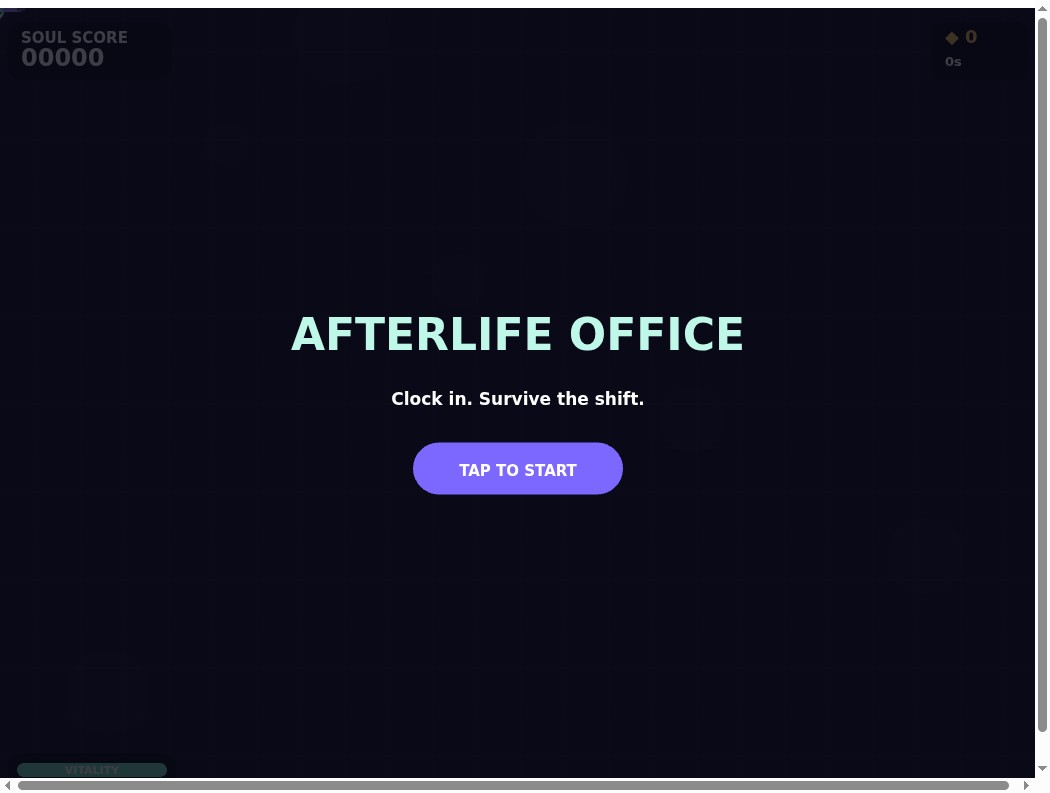 SOUL SCORE
00000
◆ 0
0s
AFTERLIFE OFFICE
Clock in. Survive the shift.
TAP TO START
VITALITY